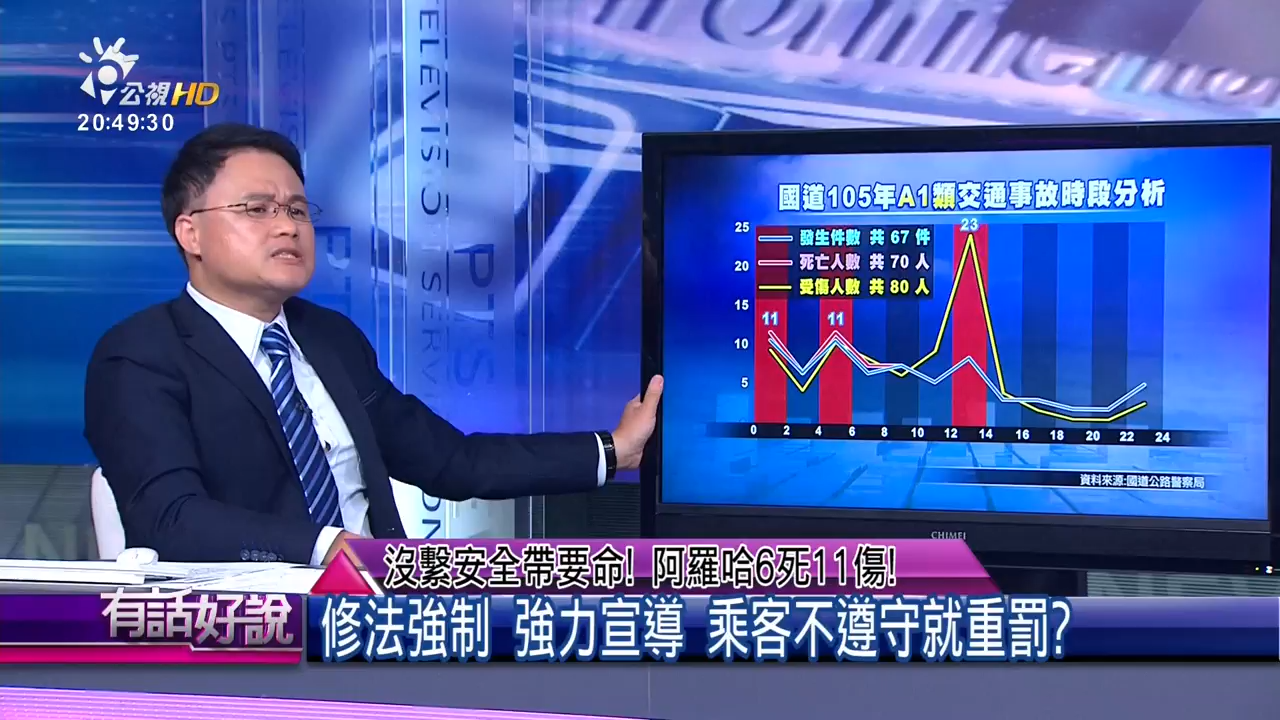 公視HD
20:49:30
TELEVISION SERV
PTS
國道105年A1類交通事故時段分析
發生件數 共 67 件
死亡人數 共 70 人
受傷人數 共 80 人
25
20
15
10
5
11
11
23
0 2 4 6 8 10 12 14 16 18 20 22 24
資料來源:國道公路警察局
CHIMEI
沒繫安全帶要命! 阿羅哈6死11傷!
有話好說
修法強制 強力宣導 乘客不遵守就重罰?